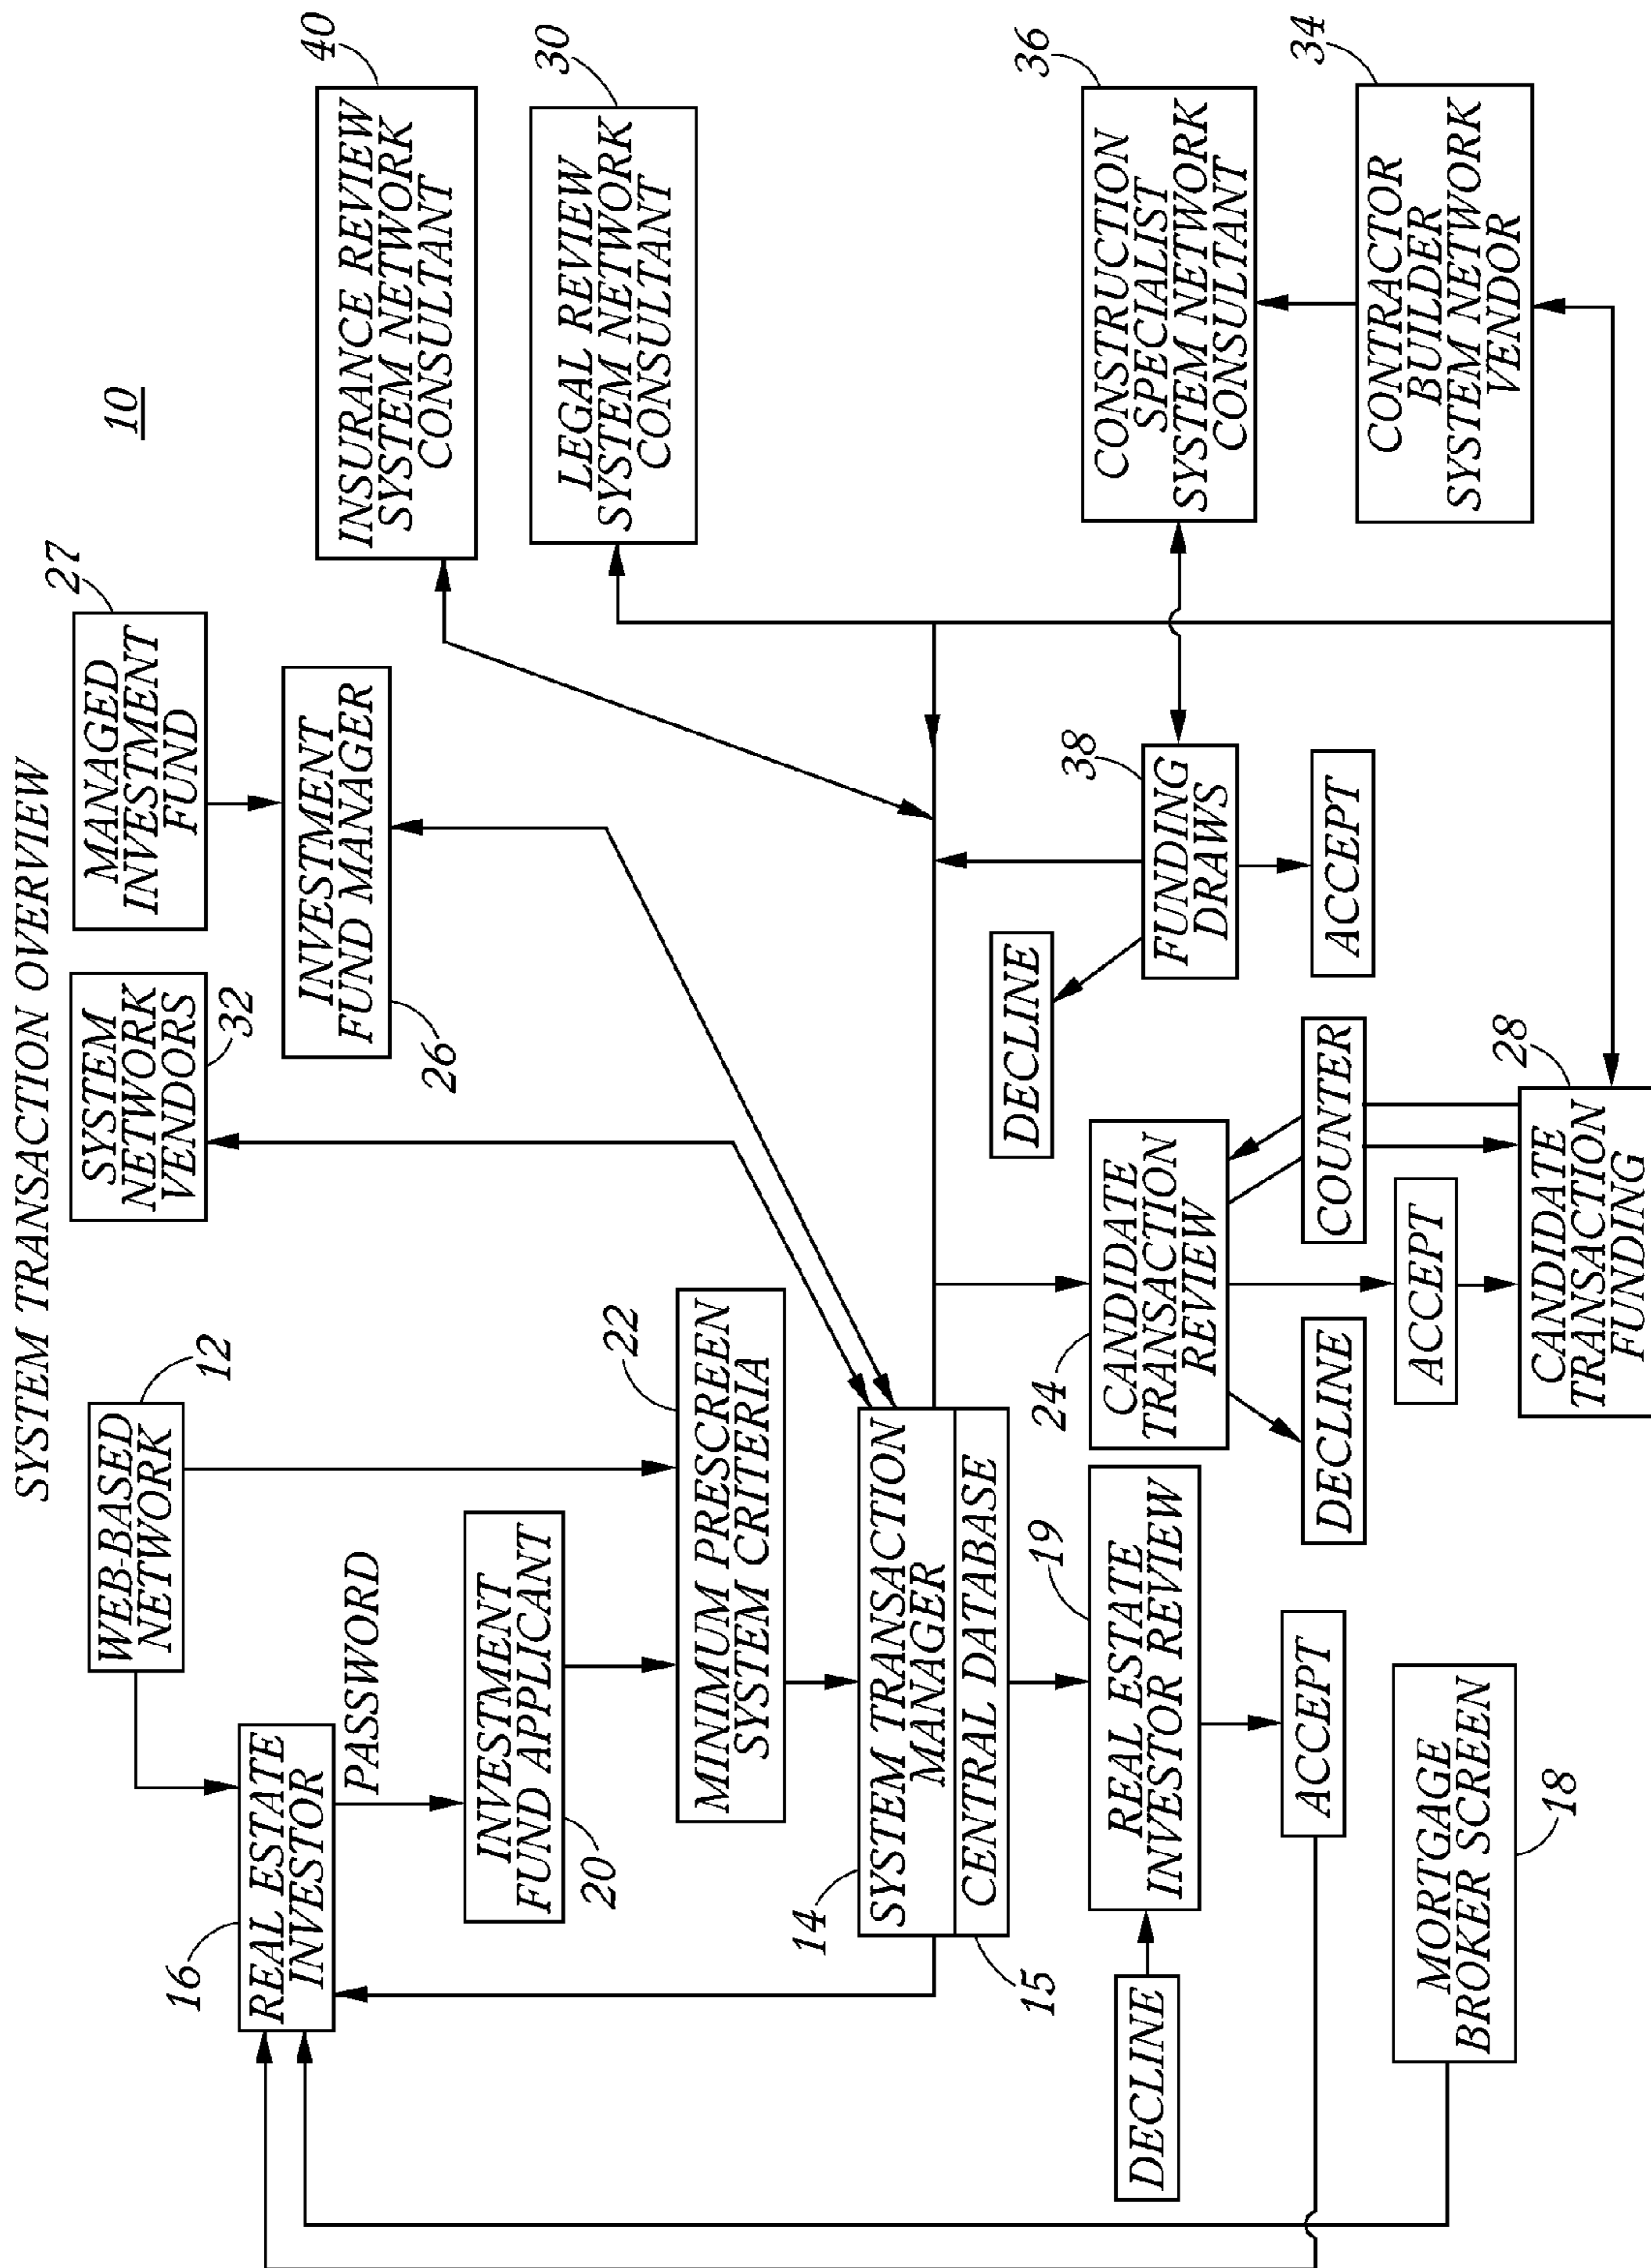 SYSTEM TRANSACTION OVERVIEW
10
WEB-BASED
NETWORK
12
SYSTEM
NETWORK
VENDORS
32
MANAGED
INVESTMENT
FUND
27
16
REAL ESTATE
INVESTOR
PASSWORD
INVESTMENT
FUND MANAGER
26
INSURANCE REVIEW
SYSTEM NETWORK
CONSULTANT
40
INVESTMENT
FUND APPLICANT
20
LEGAL REVIEW
SYSTEM NETWORK
CONSULTANT
30
MINIMUM PRESCREEN
SYSTEM CRITERIA
22
14
SYSTEM TRANSACTION
MANAGER
CENTRAL DATABASE
15
DECLINE
REAL ESTATE
INVESTOR REVIEW
19
ACCEPT
24
CANDIDATE
TRANSACTION
REVIEW
DECLINE
ACCEPT
COUNTER
CANDIDATE
TRANSACTION
FUNDING
28
DECLINE
38
FUNDING
DRAWS
ACCEPT
CONSTRUCTION
SPECIALIST
SYSTEM NETWORK
CONSULTANT
36
CONTRACTOR
BUILDER
SYSTEM NETWORK
VENDOR
34
MORTGAGE
BROKER SCREEN
18